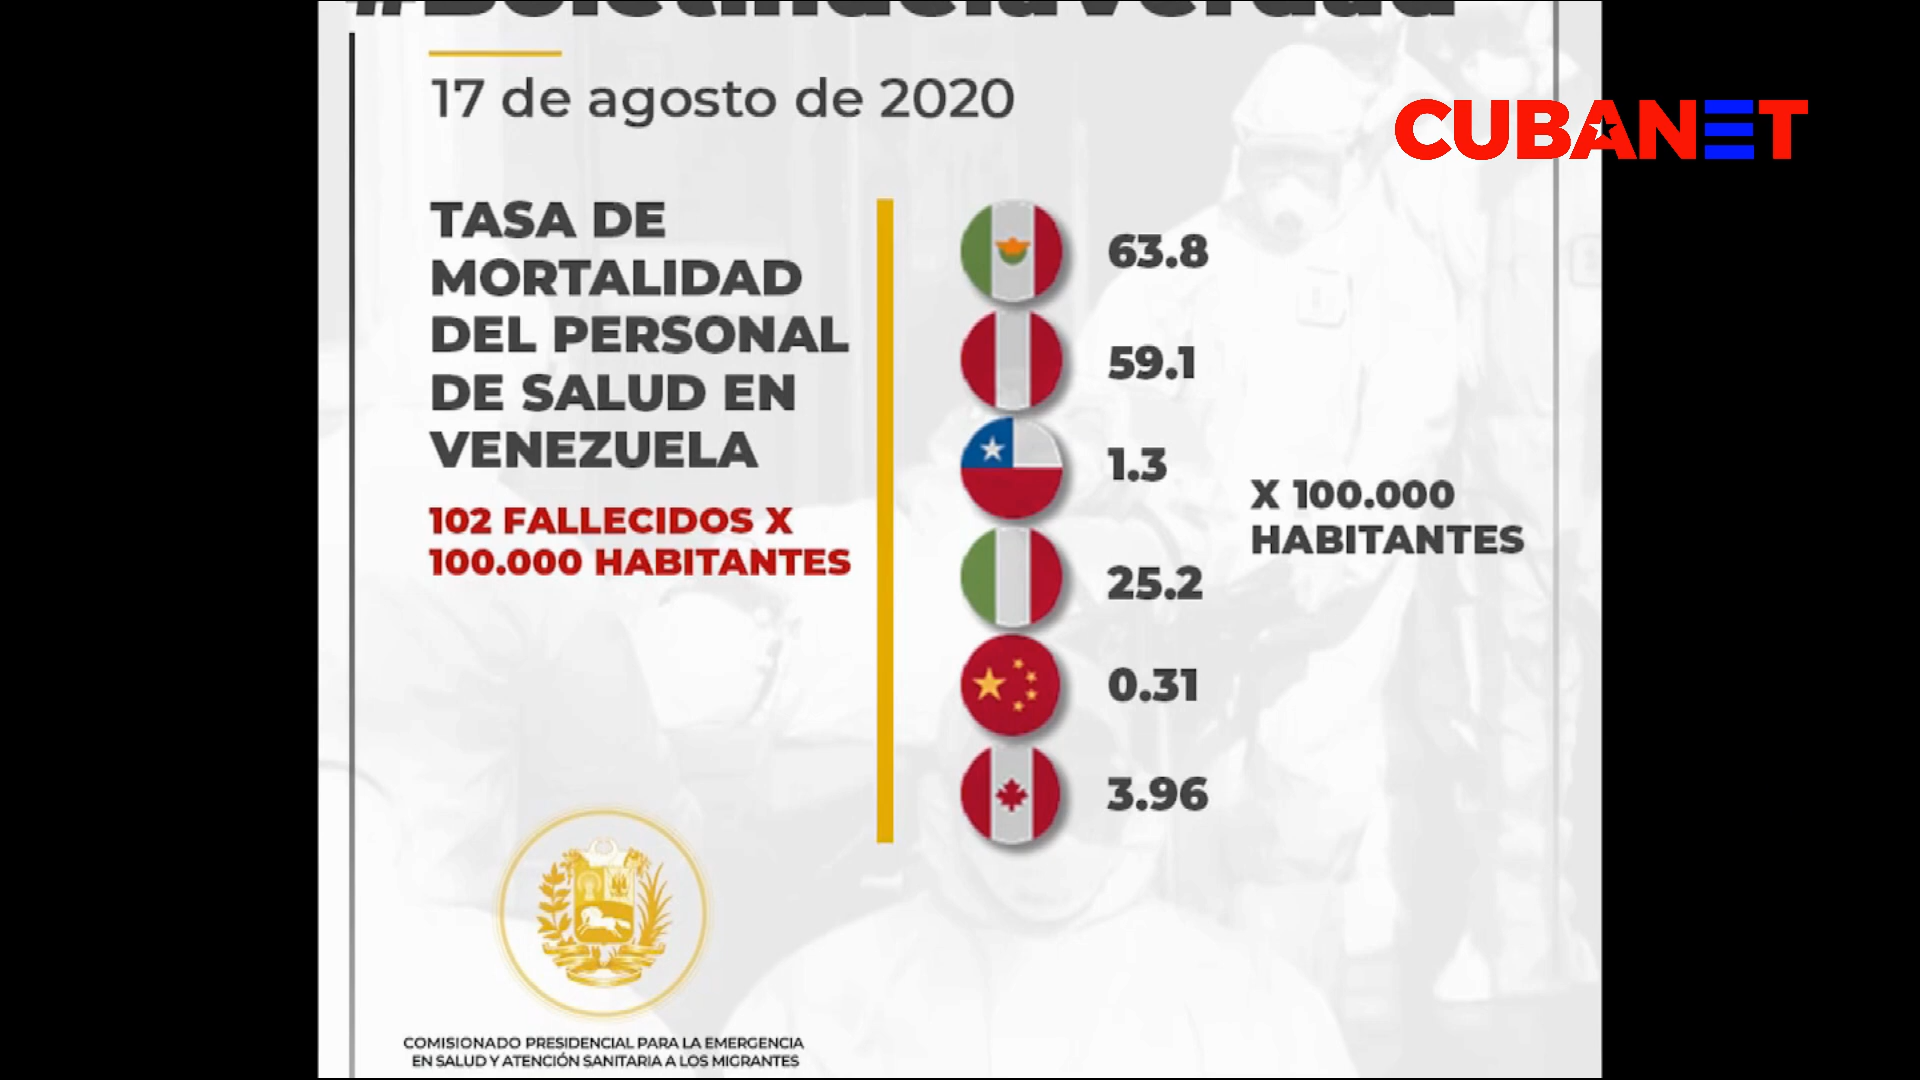 #BoletindelaVerdad
17 de agosto de 2020
CUBANET
TASA DE
MORTALIDAD
DEL PERSONAL
DE SALUD EN
VENEZUELA
102 FALLECIDOS X
100.000 HABITANTES
63.8
59.1
1.3
25.2
0.31
3.96
X 100.000
HABITANTES
COMISIONADO PRESIDENCIAL PARA LA EMERGENCIA
EN SALUD Y ATENCIÓN SANITARIA A LOS MIGRANTES